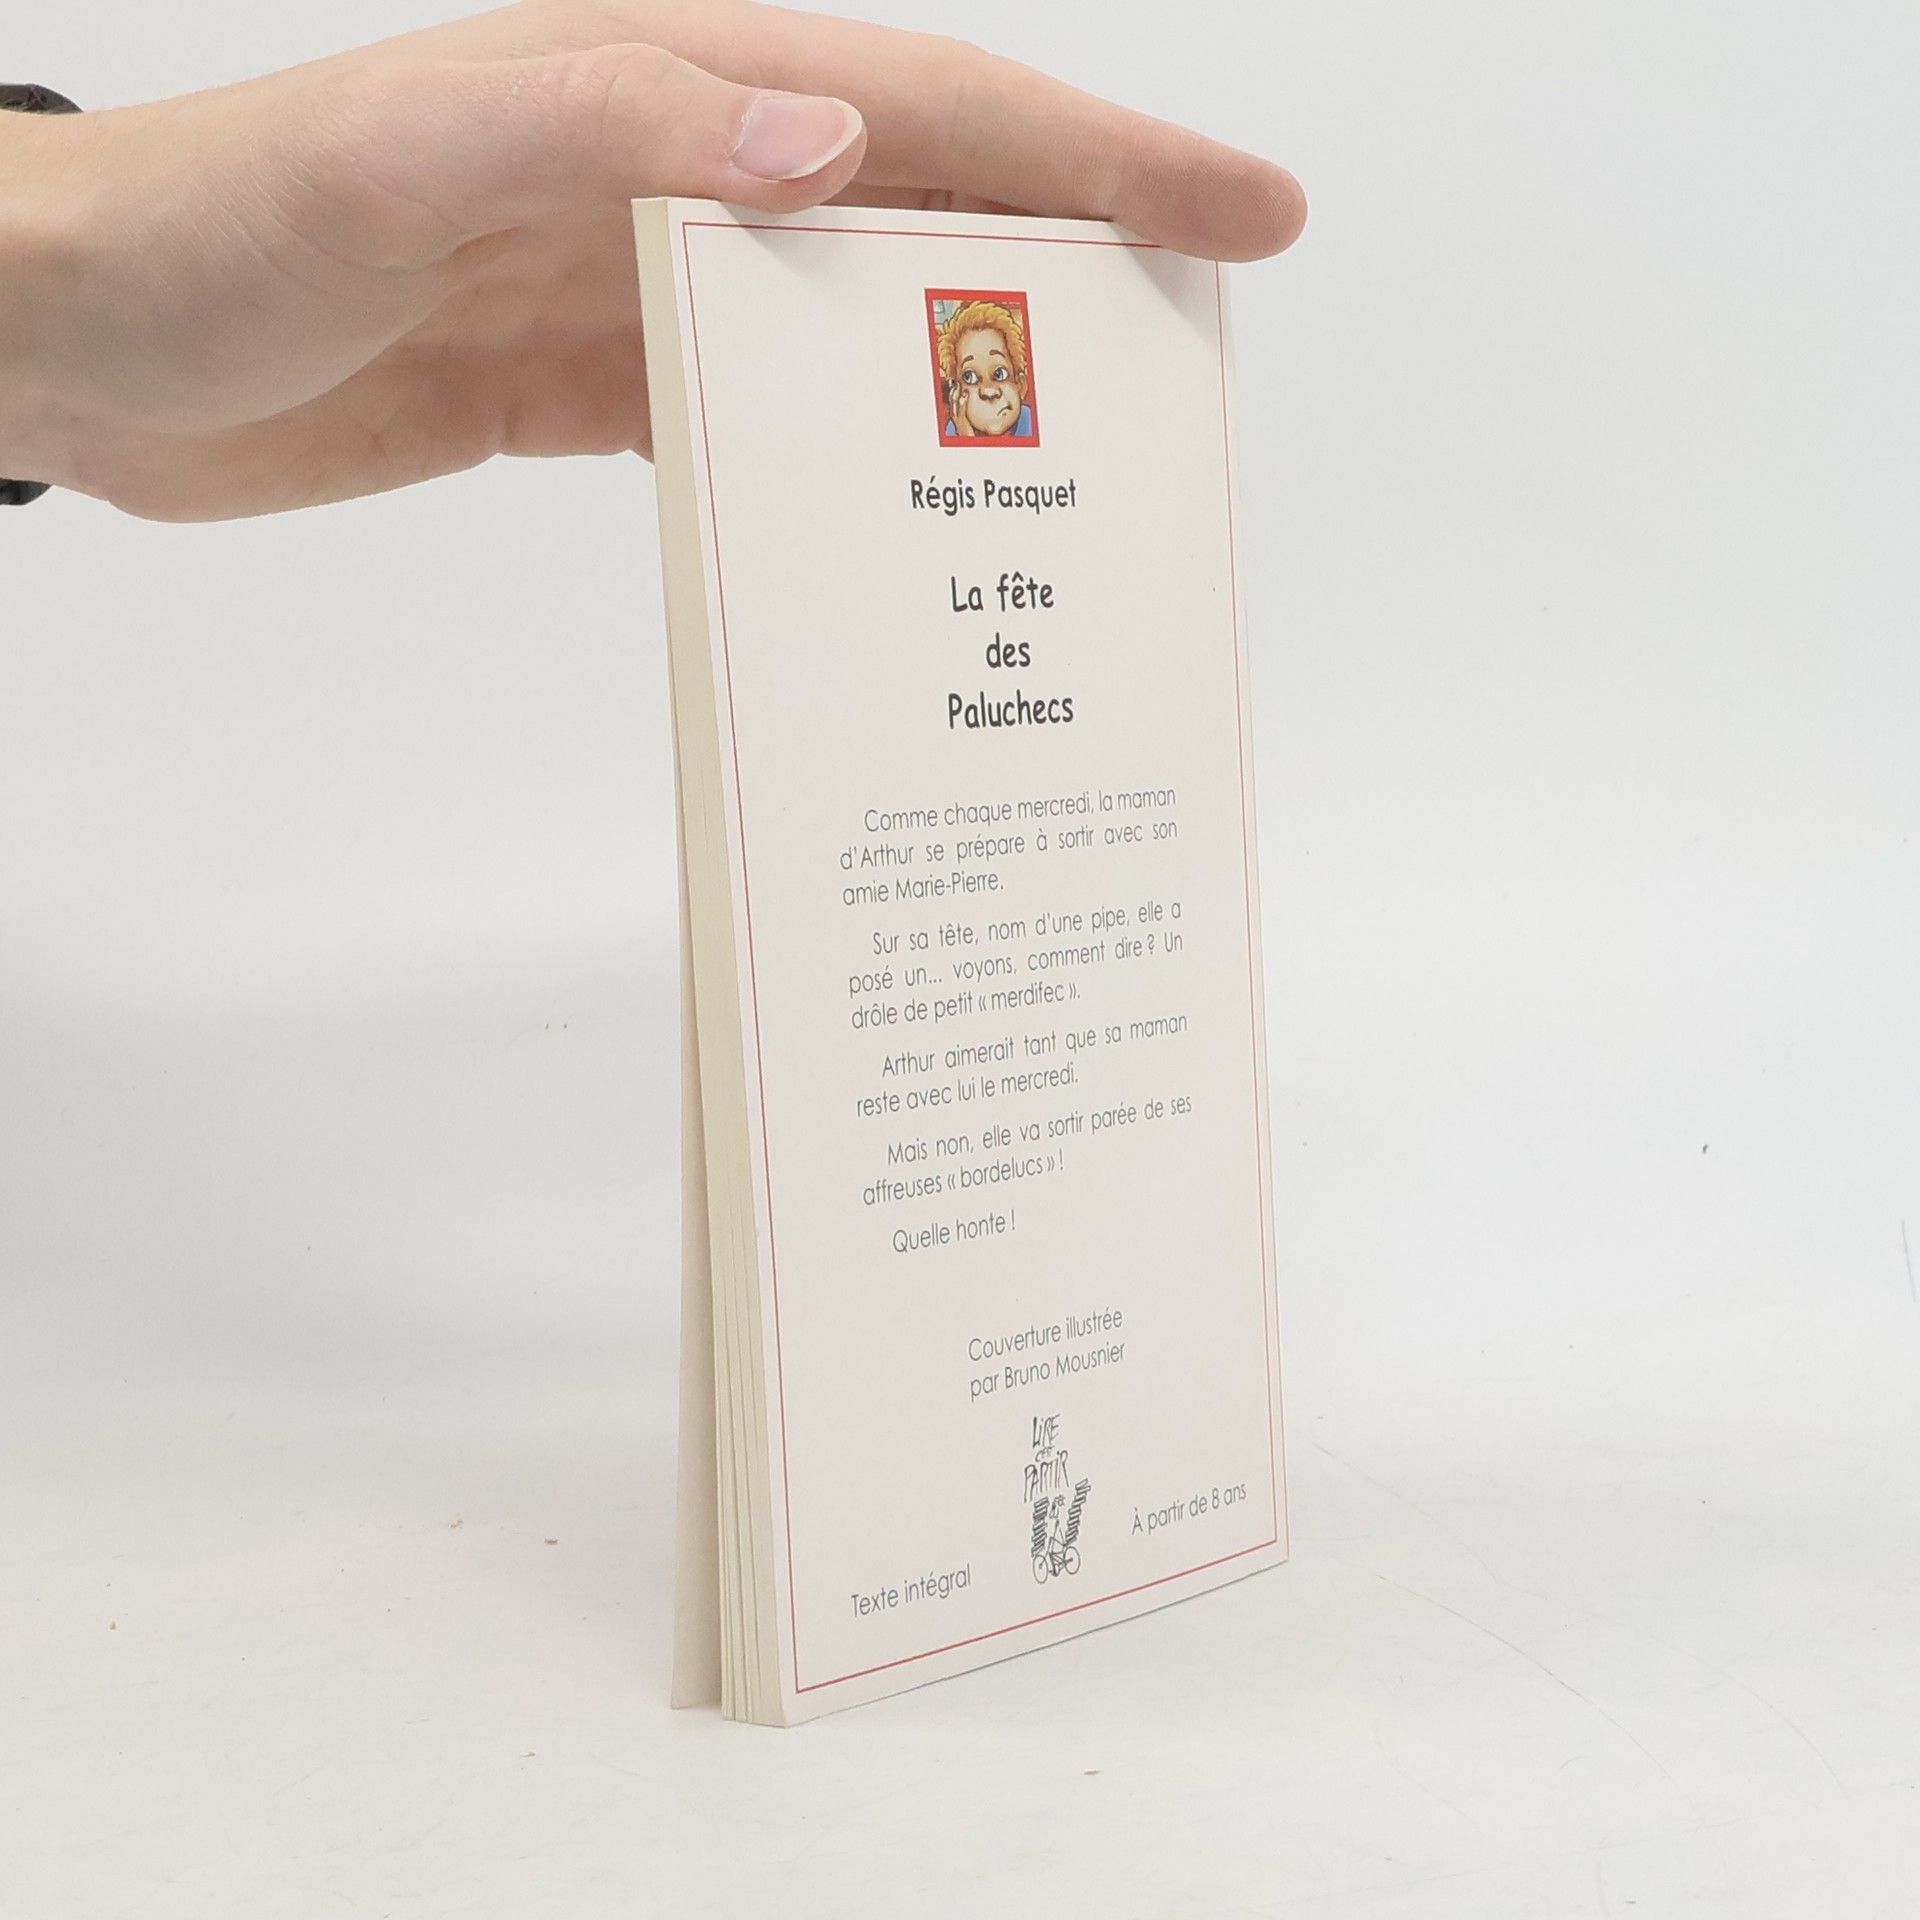 Régis Pasquet
La fête
des
Paluchecs
Comme chaque mercredi, la maman
d'Arthur se prépare à sortir avec son
amie Marie-Pierre.
Sur sa tête, nom d'une pipe, elle a
posé un... voyons, comment dire ? Un
drôle de petit « merdifec ».
Arthur aimerait tant que sa maman
reste avec lui le mercredi.
Mais non, elle va sortir parée de ses
affreuses « bordelucs » !
Quelle honte !
Couverture illustrée
par Bruno Mousnier
LIRE
C'EST
PARTIR
À partir de 8 ans
Texte intégral